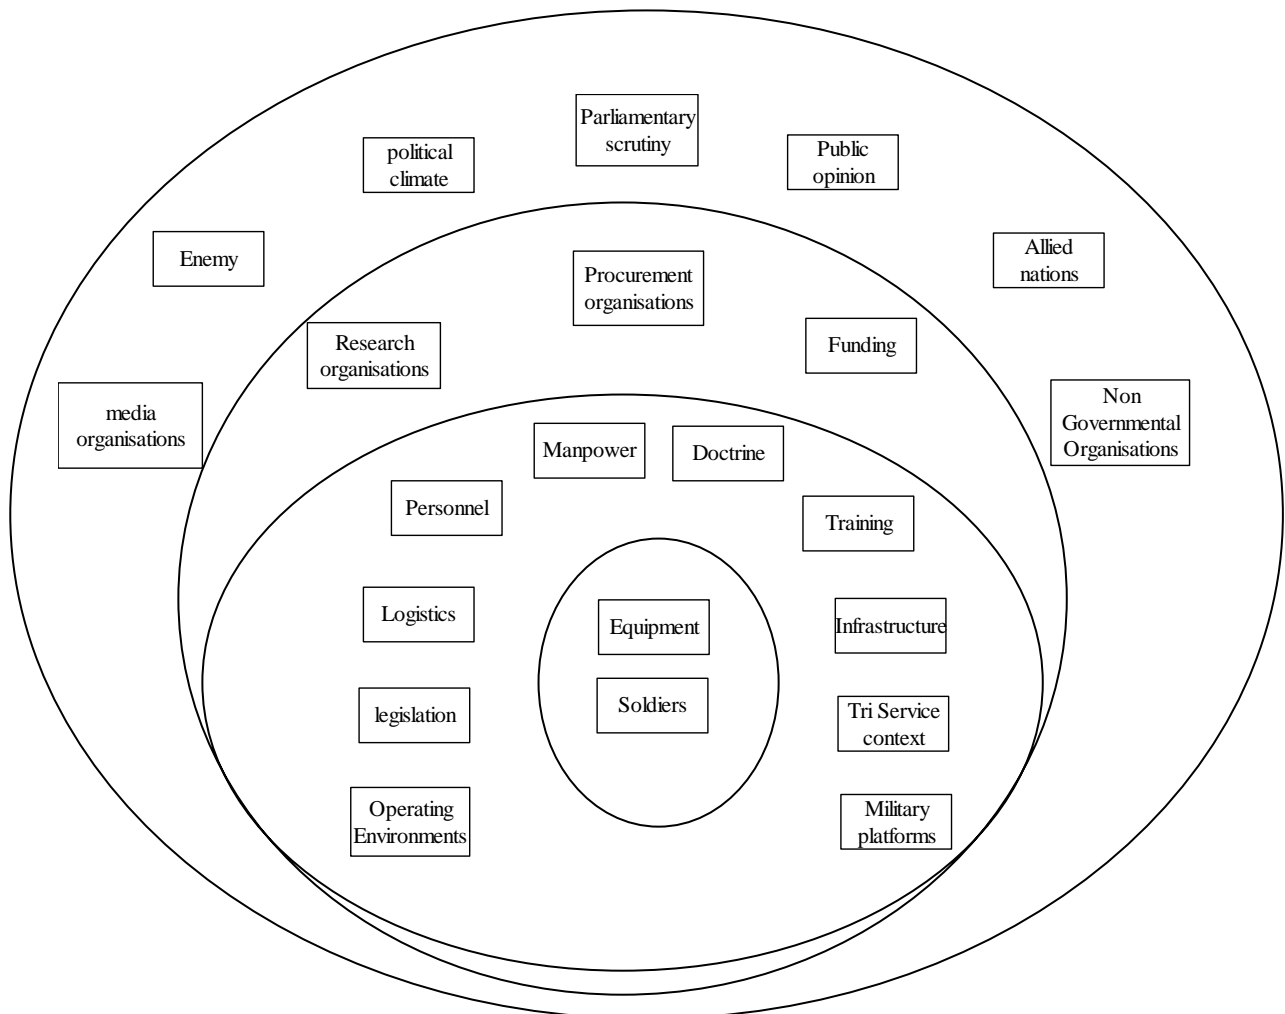 Parliamentary
scrutiny
political
climate
Public
opinion
Enemy
Allied
nations
Procurement
organisations
Research
organisations
Funding
media
organisations
Non
Governmental
Organisations
Manpower
Doctrine
Personnel
Training
Logistics
Equipment
Infrastructure
legislation
Soldiers
Tri Service
context
Operating
Environments
Military
platforms